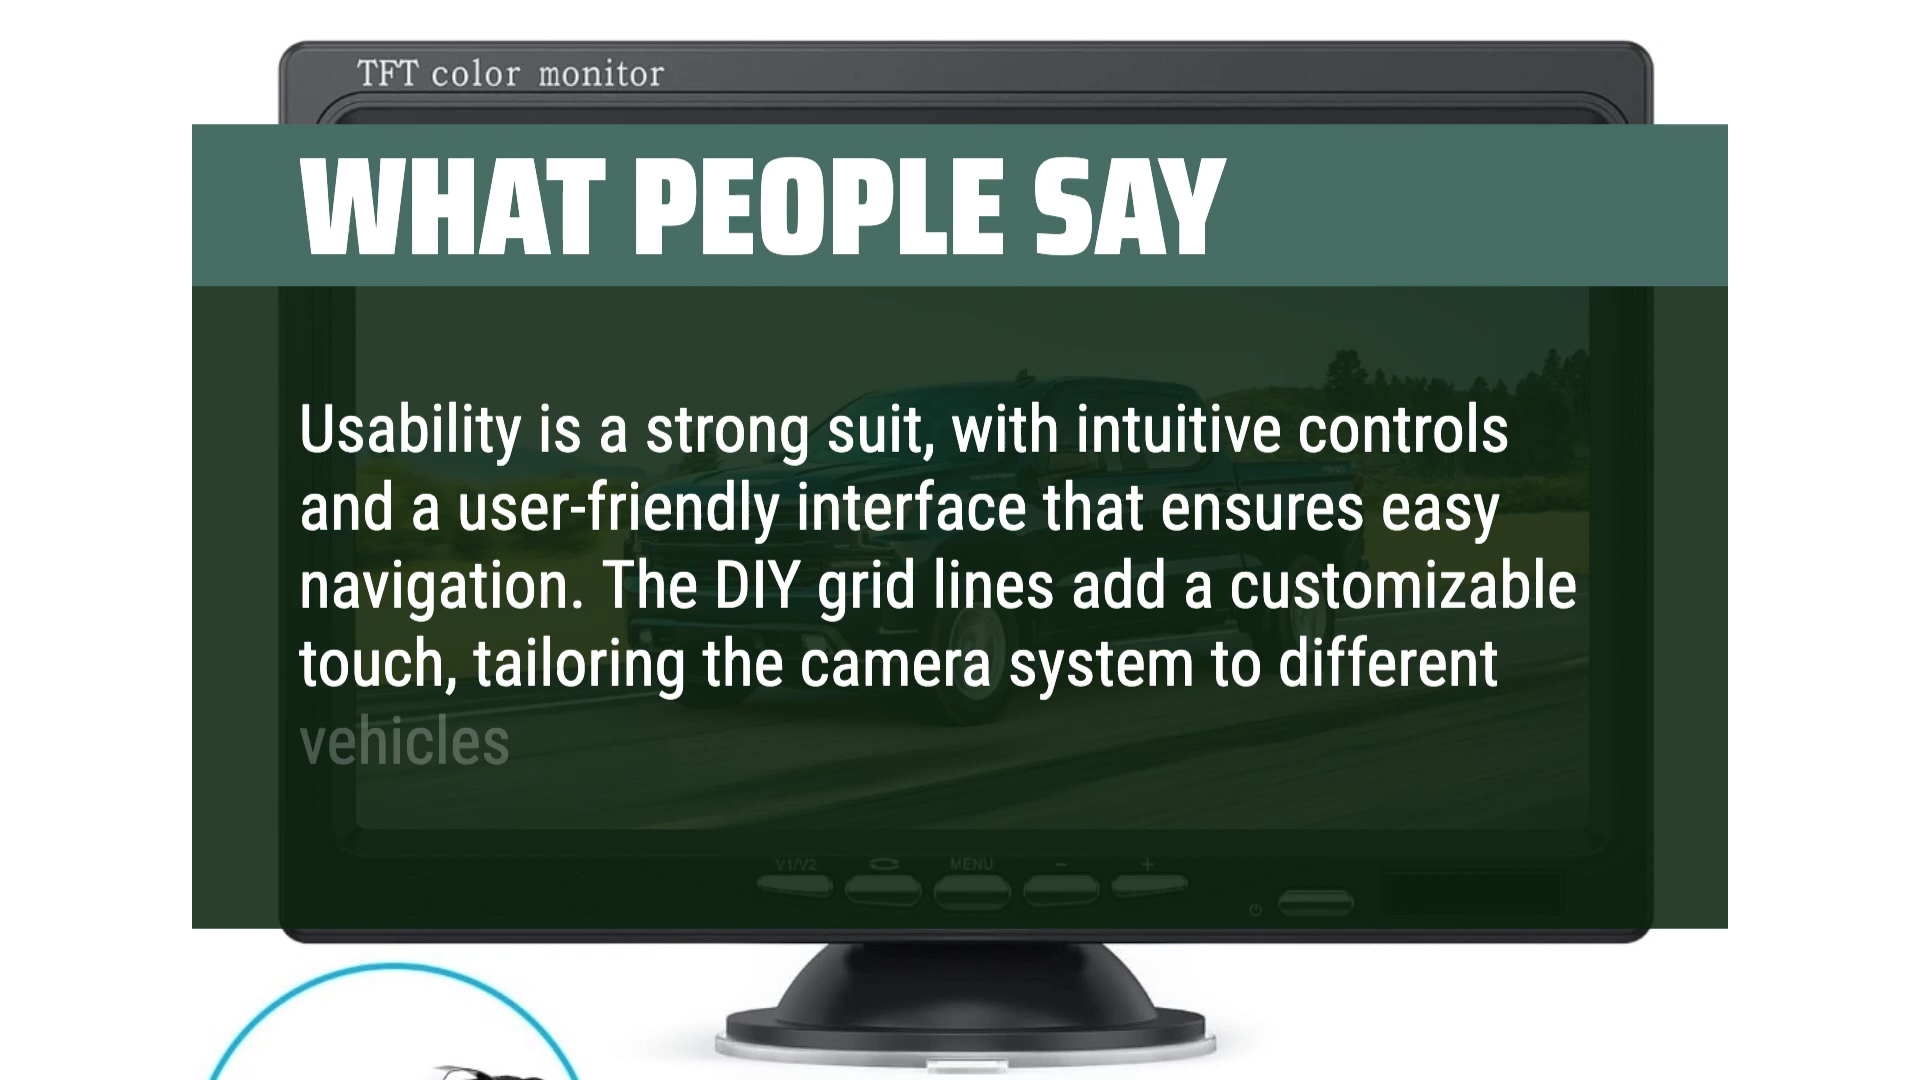 TFT color monitor
WHAT PEOPLE SAY
Usability is a strong suit, with intuitive controls
and a user-friendly interface that ensures easy
navigation. The DIY grid lines add a customizable
touch, tailoring the camera system to different
vehicles
V1/V2 MENU - +